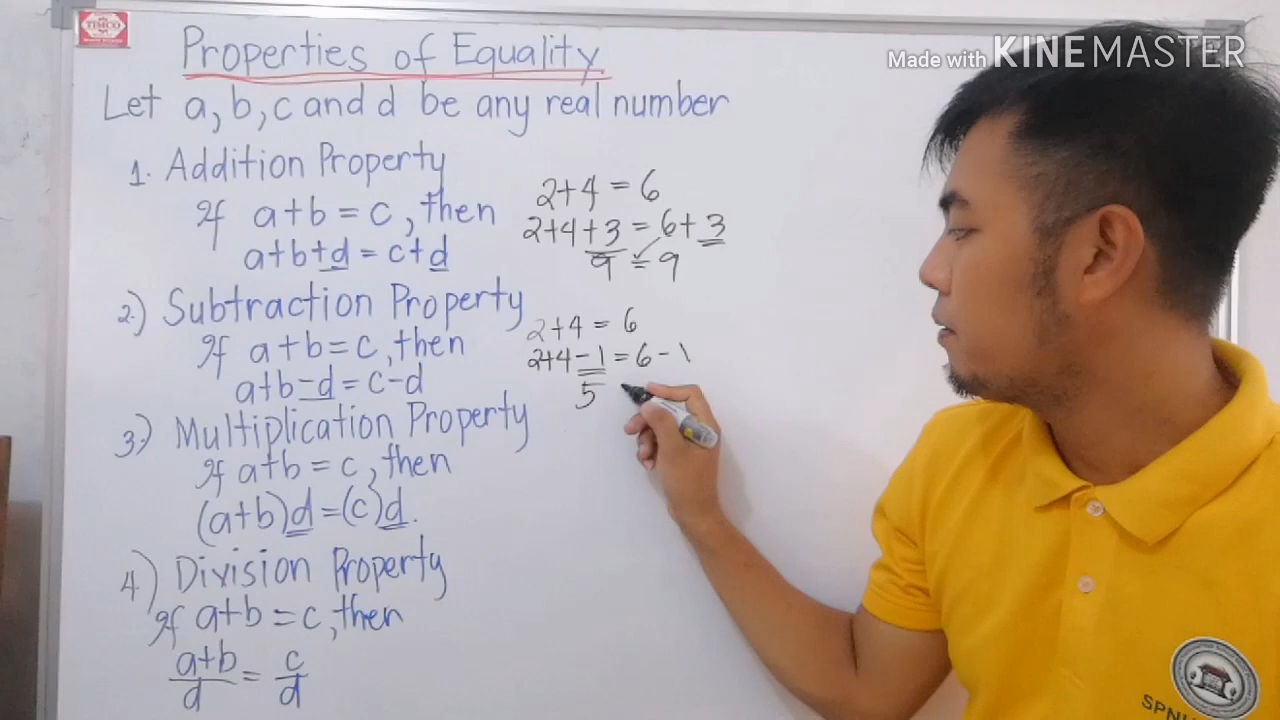 TIMCO
Made with KINEMASTER
Properties of Equality
Let a, b, c and d be any real number
1. Addition Property
If a+b = c, then
a+b+d = c+d
2+4 = 6
2+4+3 = 6+3
9 = 9
2.) Subtraction Property
If a+b = c, then
a+b-d = c-d
2+4 = 6
2+4-1 = 6-1
5
3.) Multiplication Property
If a+b = c, then
(a+b)d = (c)d.
4.) Division Property
If a+b = c, then
a+b/d = c/d